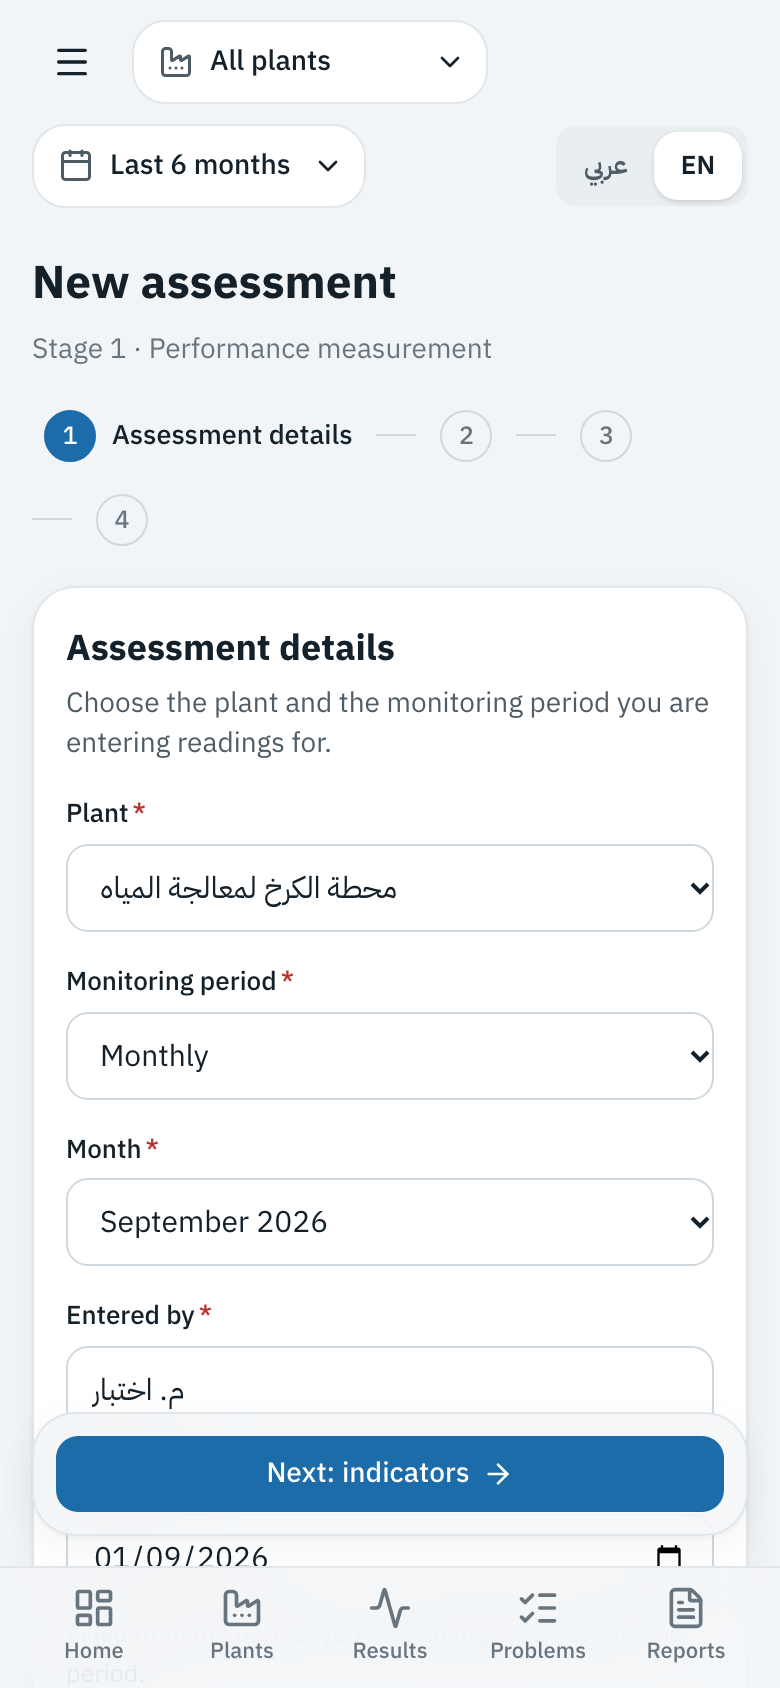 All plants
Last 6 months
عربي
EN
New assessment
Stage 1 · Performance measurement
1 Assessment details 2 3
4
Assessment details
Choose the plant and the monitoring period you are
entering readings for.
Plant *
محطة الكرخ لمعالجة المياه
Monitoring period *
Monthly
Month *
September 2026
Entered by *
م. اختبار
Next: indicators
01/09/2026
Home Plants Results Problems Reports
period.